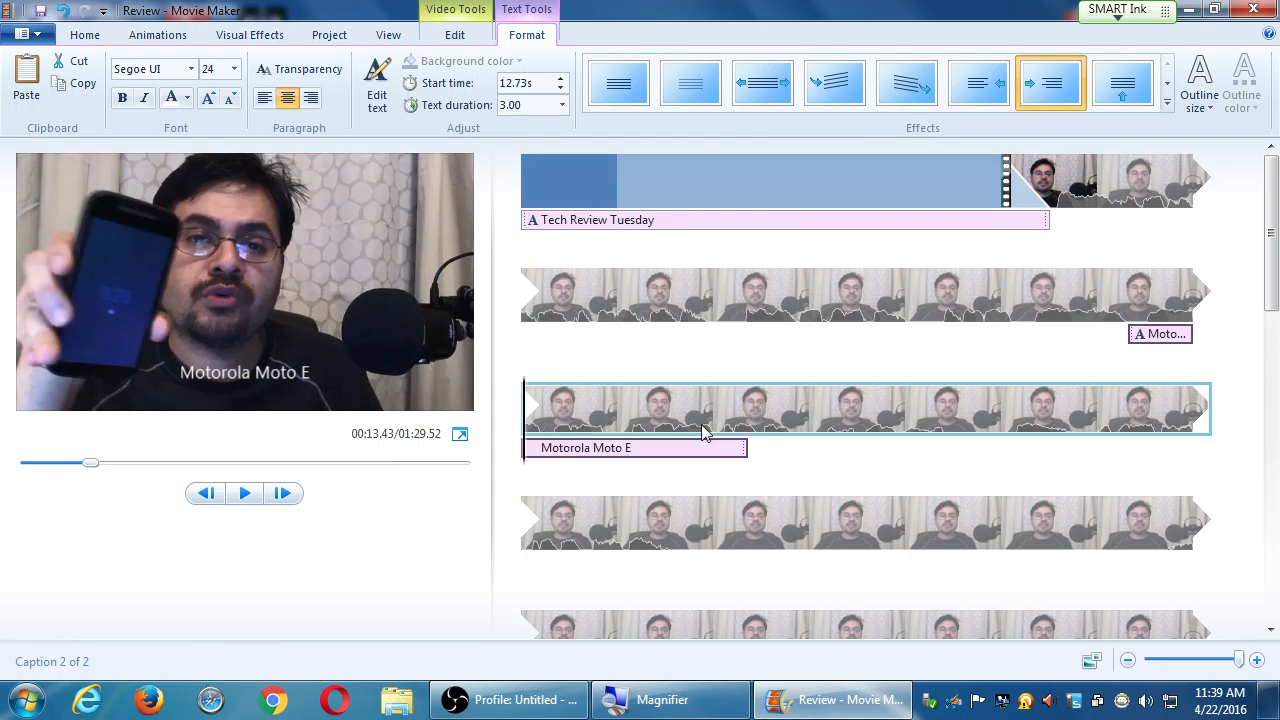 Review - Movie Maker
Video Tools
Text Tools
SMART Ink
Home
Animations
Visual Effects
Project
View
Edit
Format
Paste
Cut
Copy
Clipboard
Segoe UI
24
B I A A A
Font
Transparency
Paragraph
Edit text
Background color
Start time: 12.73s
Text duration: 3.00
Adjust
Effects
Outline size
Outline color
Motorola Moto E
00:13.43/01:29.52
A Tech Review Tuesday
A Moto...
Motorola Moto E
Caption 2 of 2
Profile: Untitled - ...
Magnifier
Review - Movie M...
11:39 AM
4/22/2016